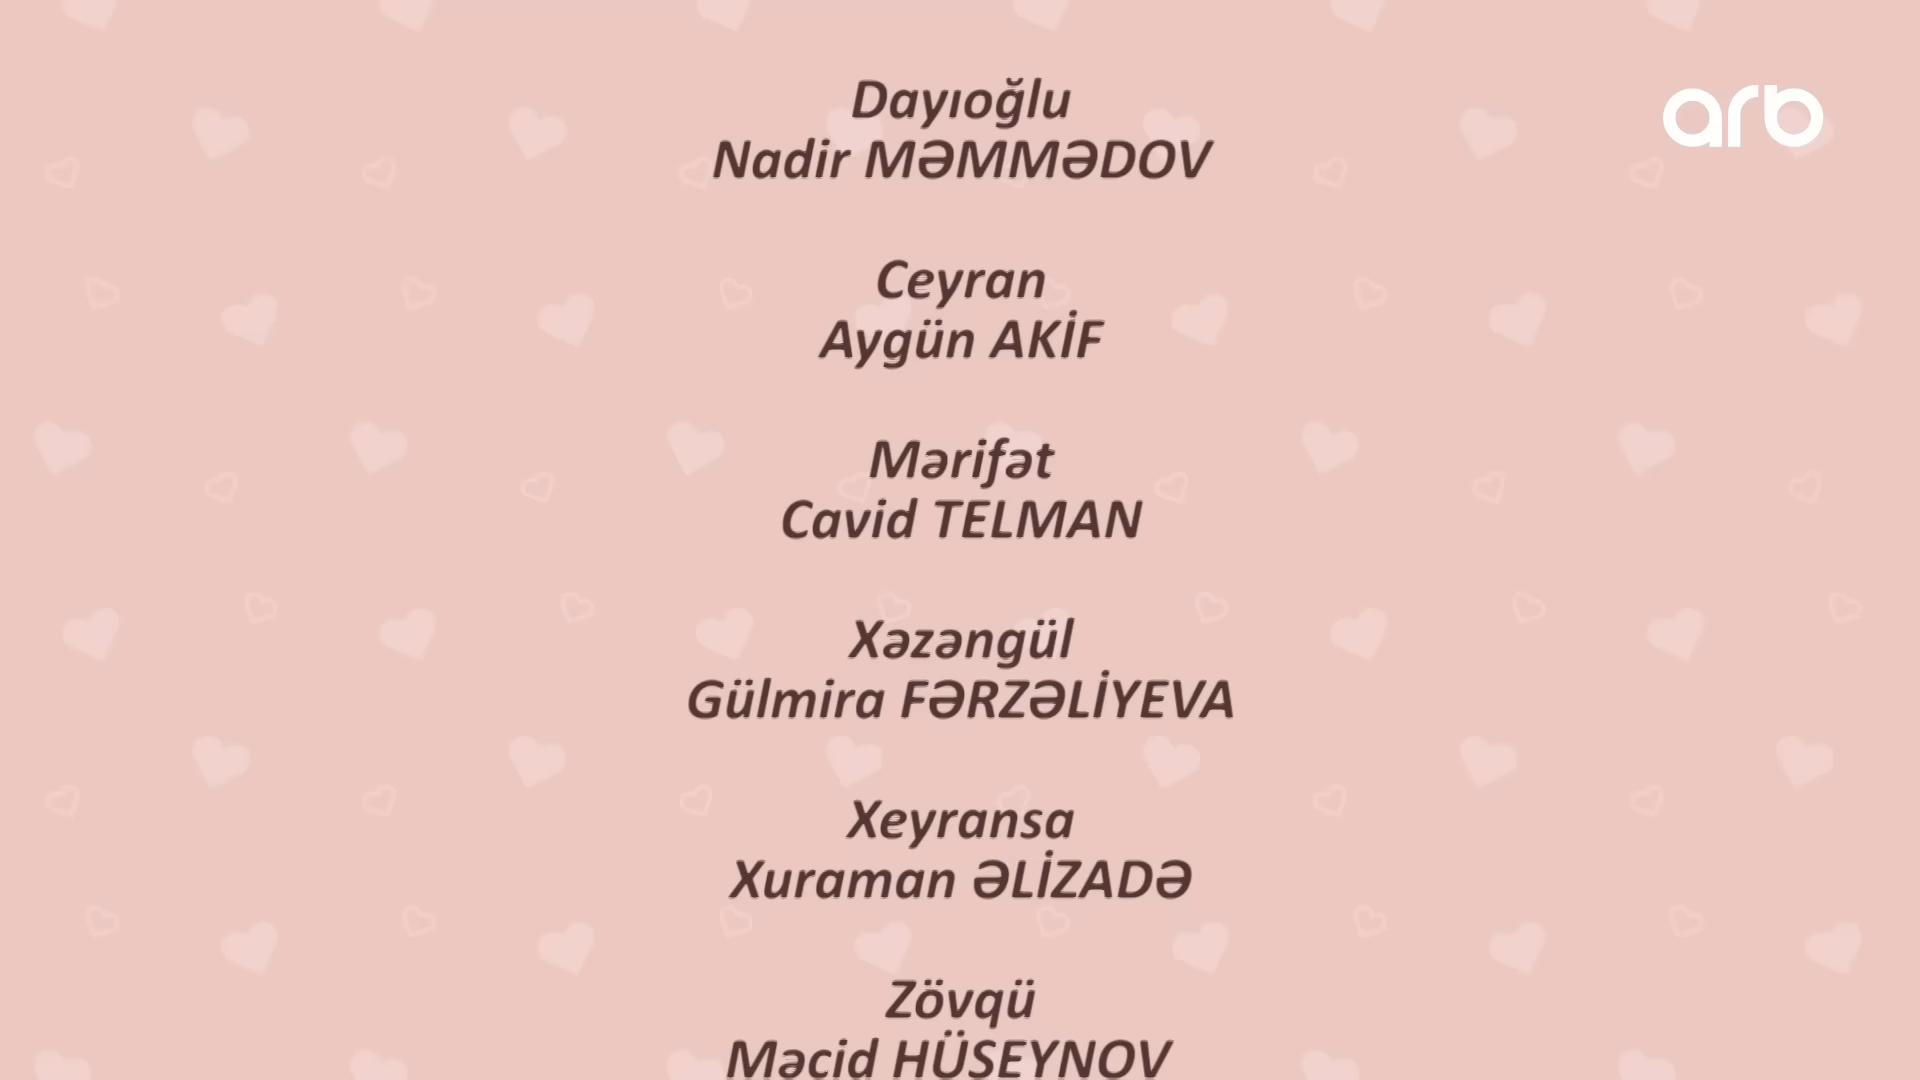 Dayıoğlu
arb
Nadir MƏMMƏDOV
Ceyran
Aygün AKİF
Mərifət
Cavid TELMAN
Xəzəngül
Gülmira FƏRZƏLİYEVA
Xeyransa
Xuraman ƏLİZADƏ
Zövqü
Məcid HÜSEYNOV